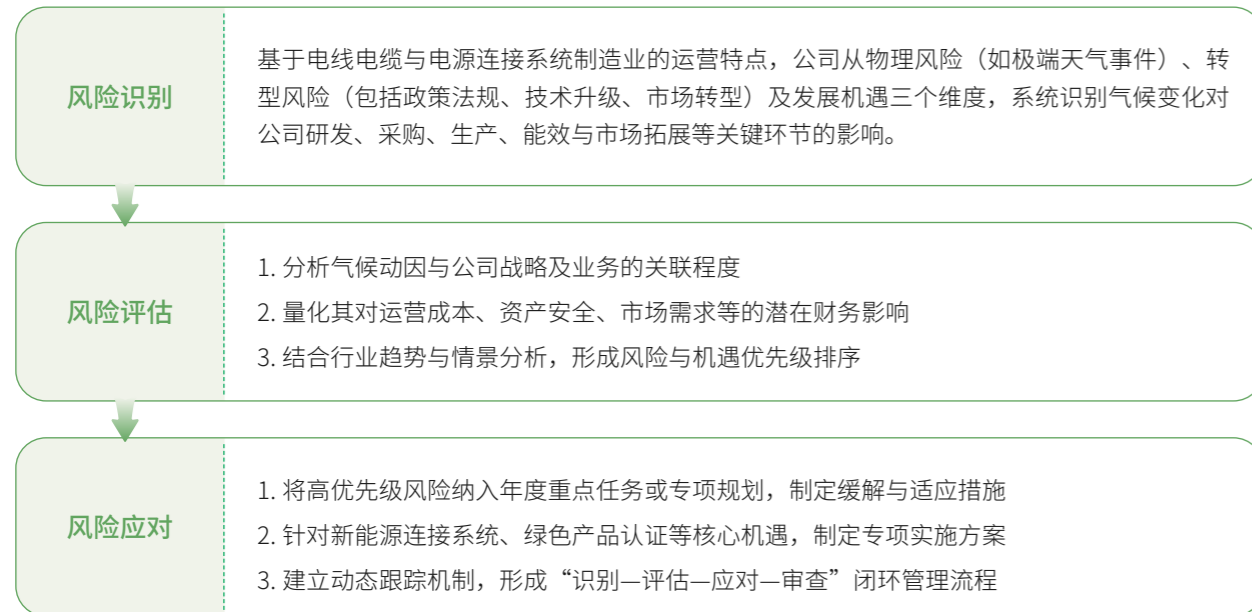 风险识别
基于电线电缆与电源连接系统制造业的运营特点，公司从物理风险（如极端天气事件）、转
型风险（包括政策法规、技术升级、市场转型）及发展机遇三个维度，系统识别气候变化对
公司研发、采购、生产、能效与市场拓展等关键环节的影响。
风险评估
1. 分析气候动因与公司战略及业务的关联程度
2. 量化其对运营成本、资产安全、市场需求等的潜在财务影响
3. 结合行业趋势与情景分析，形成风险与机遇优先级排序
风险应对
1. 将高优先级风险纳入年度重点任务或专项规划，制定缓解与适应措施
2. 针对新能源连接系统、绿色产品认证等核心机遇，制定专项实施方案
3. 建立动态跟踪机制，形成“识别—评估—应对—审查”闭环管理流程